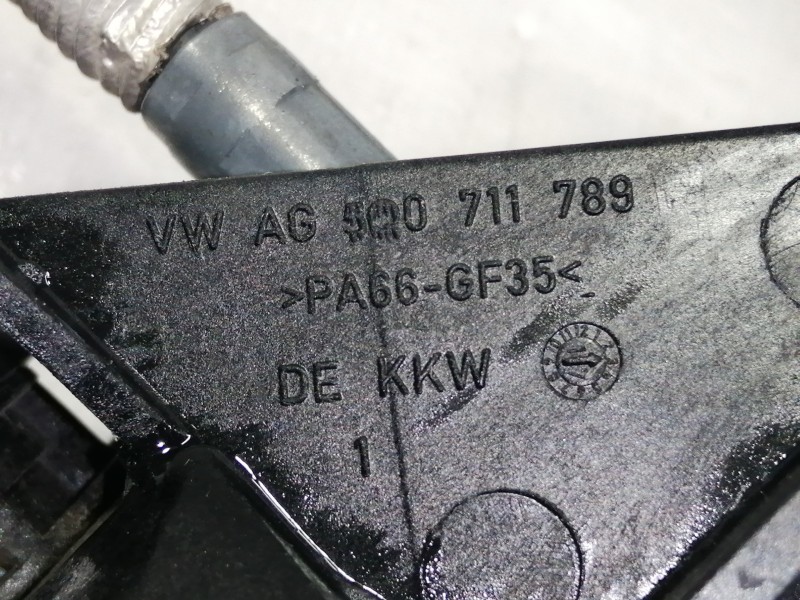 VW AG 5Q0 711 789
>PA66-GF35<
DE KKW
1